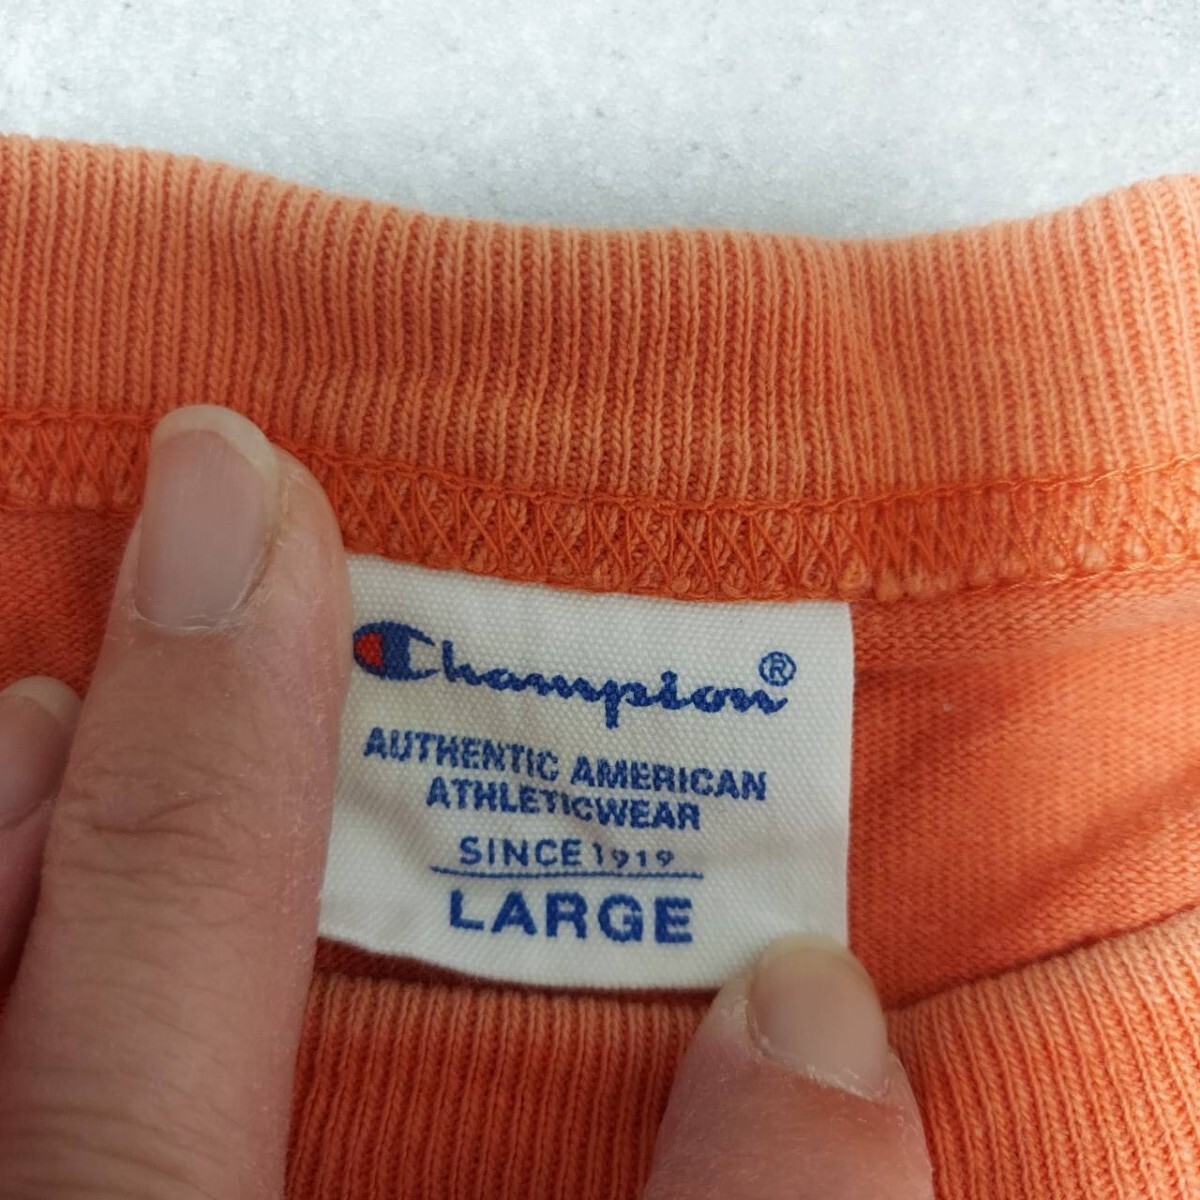 Champion®
AUTHENTIC AMERICAN
ATHLETICWEAR
SINCE 1919
LARGE